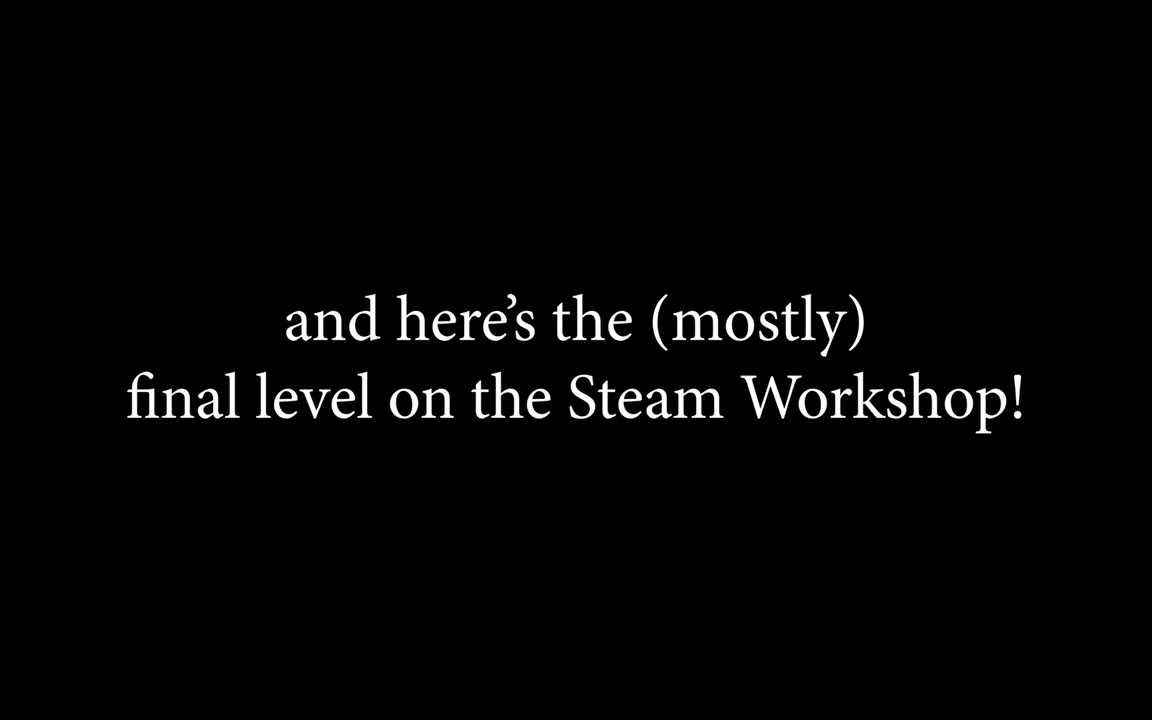 and here’s the (mostly)
final level on the Steam Workshop!